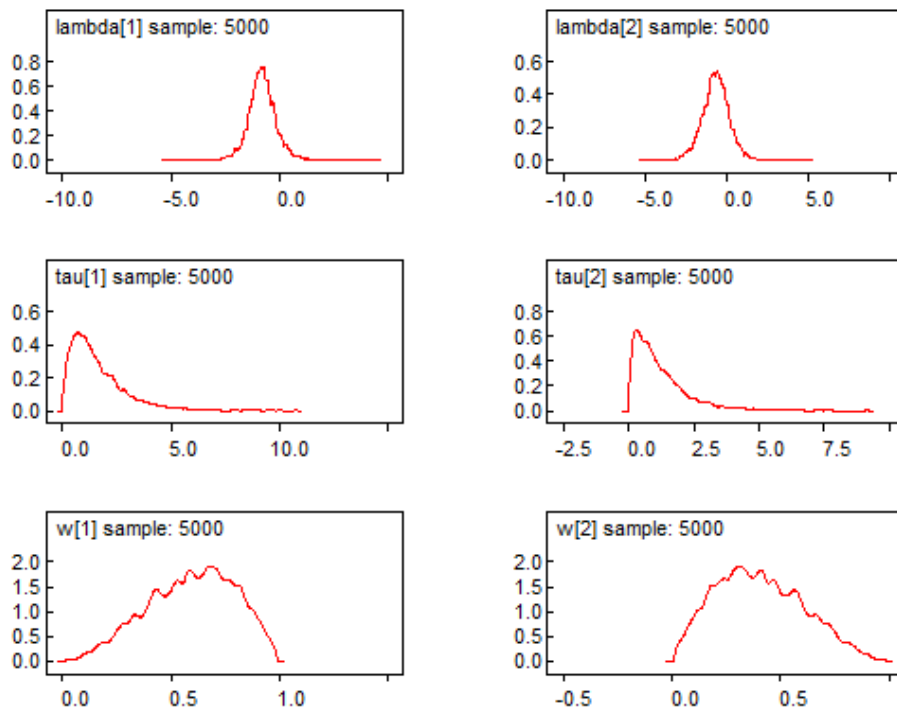 lambda[1] sample: 5000
0.8
0.6
0.4
0.2
0.0
-10.0 -5.0 0.0
lambda[2] sample: 5000
0.6
0.4
0.2
0.0
-10.0 -5.0 0.0 5.0
tau[1] sample: 5000
0.6
0.4
0.2
0.0
0.0 5.0 10.0
tau[2] sample: 5000
0.8
0.6
0.4
0.2
0.0
-2.5 0.0 2.5 5.0 7.5
w[1] sample: 5000
2.0
1.5
1.0
0.5
0.0
0.0 0.5 1.0
w[2] sample: 5000
2.0
1.5
1.0
0.5
0.0
-0.5 0.0 0.5